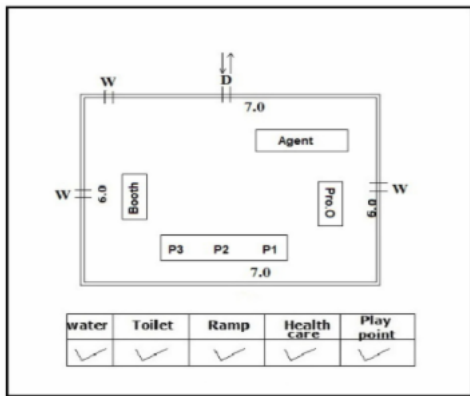 W
D
7.0
Agent
W
6.0
Booth
Pro.O
6.0
W
P3 P2 P1
7.0
water Toilet Ramp Health care Play point